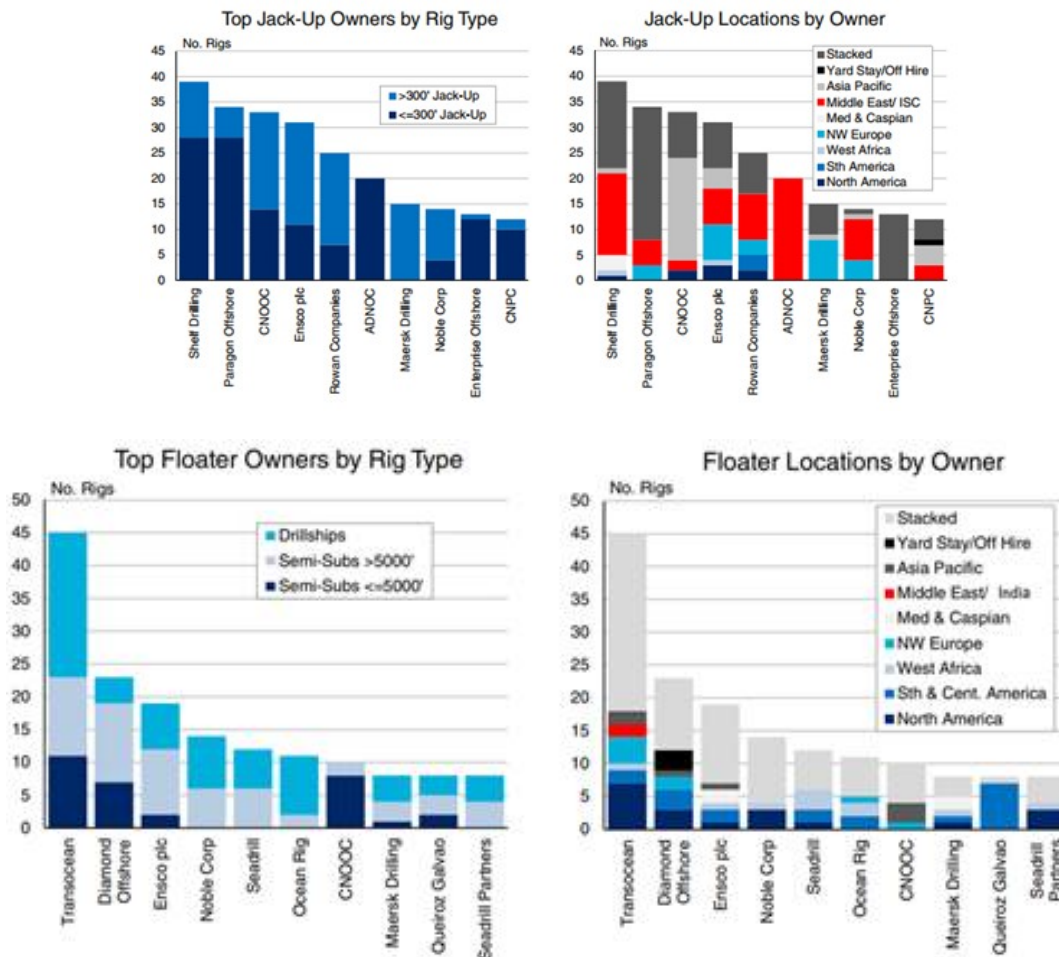 Top Jack-Up Owners by Rig Type
No. Rigs
45
40
35
30
25
20
15
10
5
0
>300' Jack-Up
<=300' Jack-Up
Shelf Drilling
Paragon Offshore
CNOOC
Ensco plc
Rowan Companies
ADNOC
Maersk Drilling
Noble Corp
Enterprise Offshore
CNPC
Jack-Up Locations by Owner
No. Rigs
45
40
35
30
25
20
15
10
5
0
Stacked
Yard Stay/Off Hire
Asia Pacific
Middle East/ ISC
Med & Caspian
NW Europe
West Africa
Sth America
North America
Shelf Drilling
Paragon Offshore
CNOOC
Ensco plc
Rowan Companies
ADNOC
Maersk Drilling
Noble Corp
Enterprise Offshore
CNPC
Top Floater Owners by Rig Type
No. Rigs
50
45
40
35
30
25
20
15
10
5
0
Drillships
Semi-Subs >5000'
Semi-Subs <=5000'
Transocean
Diamond
Offshore
Ensco plc
Noble Corp
Seadrill
Ocean Rig
CNOOC
Maersk Drilling
Queiroz Galvao
Seadrill Partners
Floater Locations by Owner
No. Rigs
50
45
40
35
30
25
20
15
10
5
0
Stacked
Yard Stay/Off Hire
Asia Pacific
Middle East/ India
Med & Caspian
NW Europe
West Africa
Sth & Cent. America
North America
Transocean
Diamond
Offshore
Ensco plc
Noble Corp
Seadrill
Ocean Rig
CNOOC
Maersk Drilling
Queiroz Galvao
Seadrill
Partners